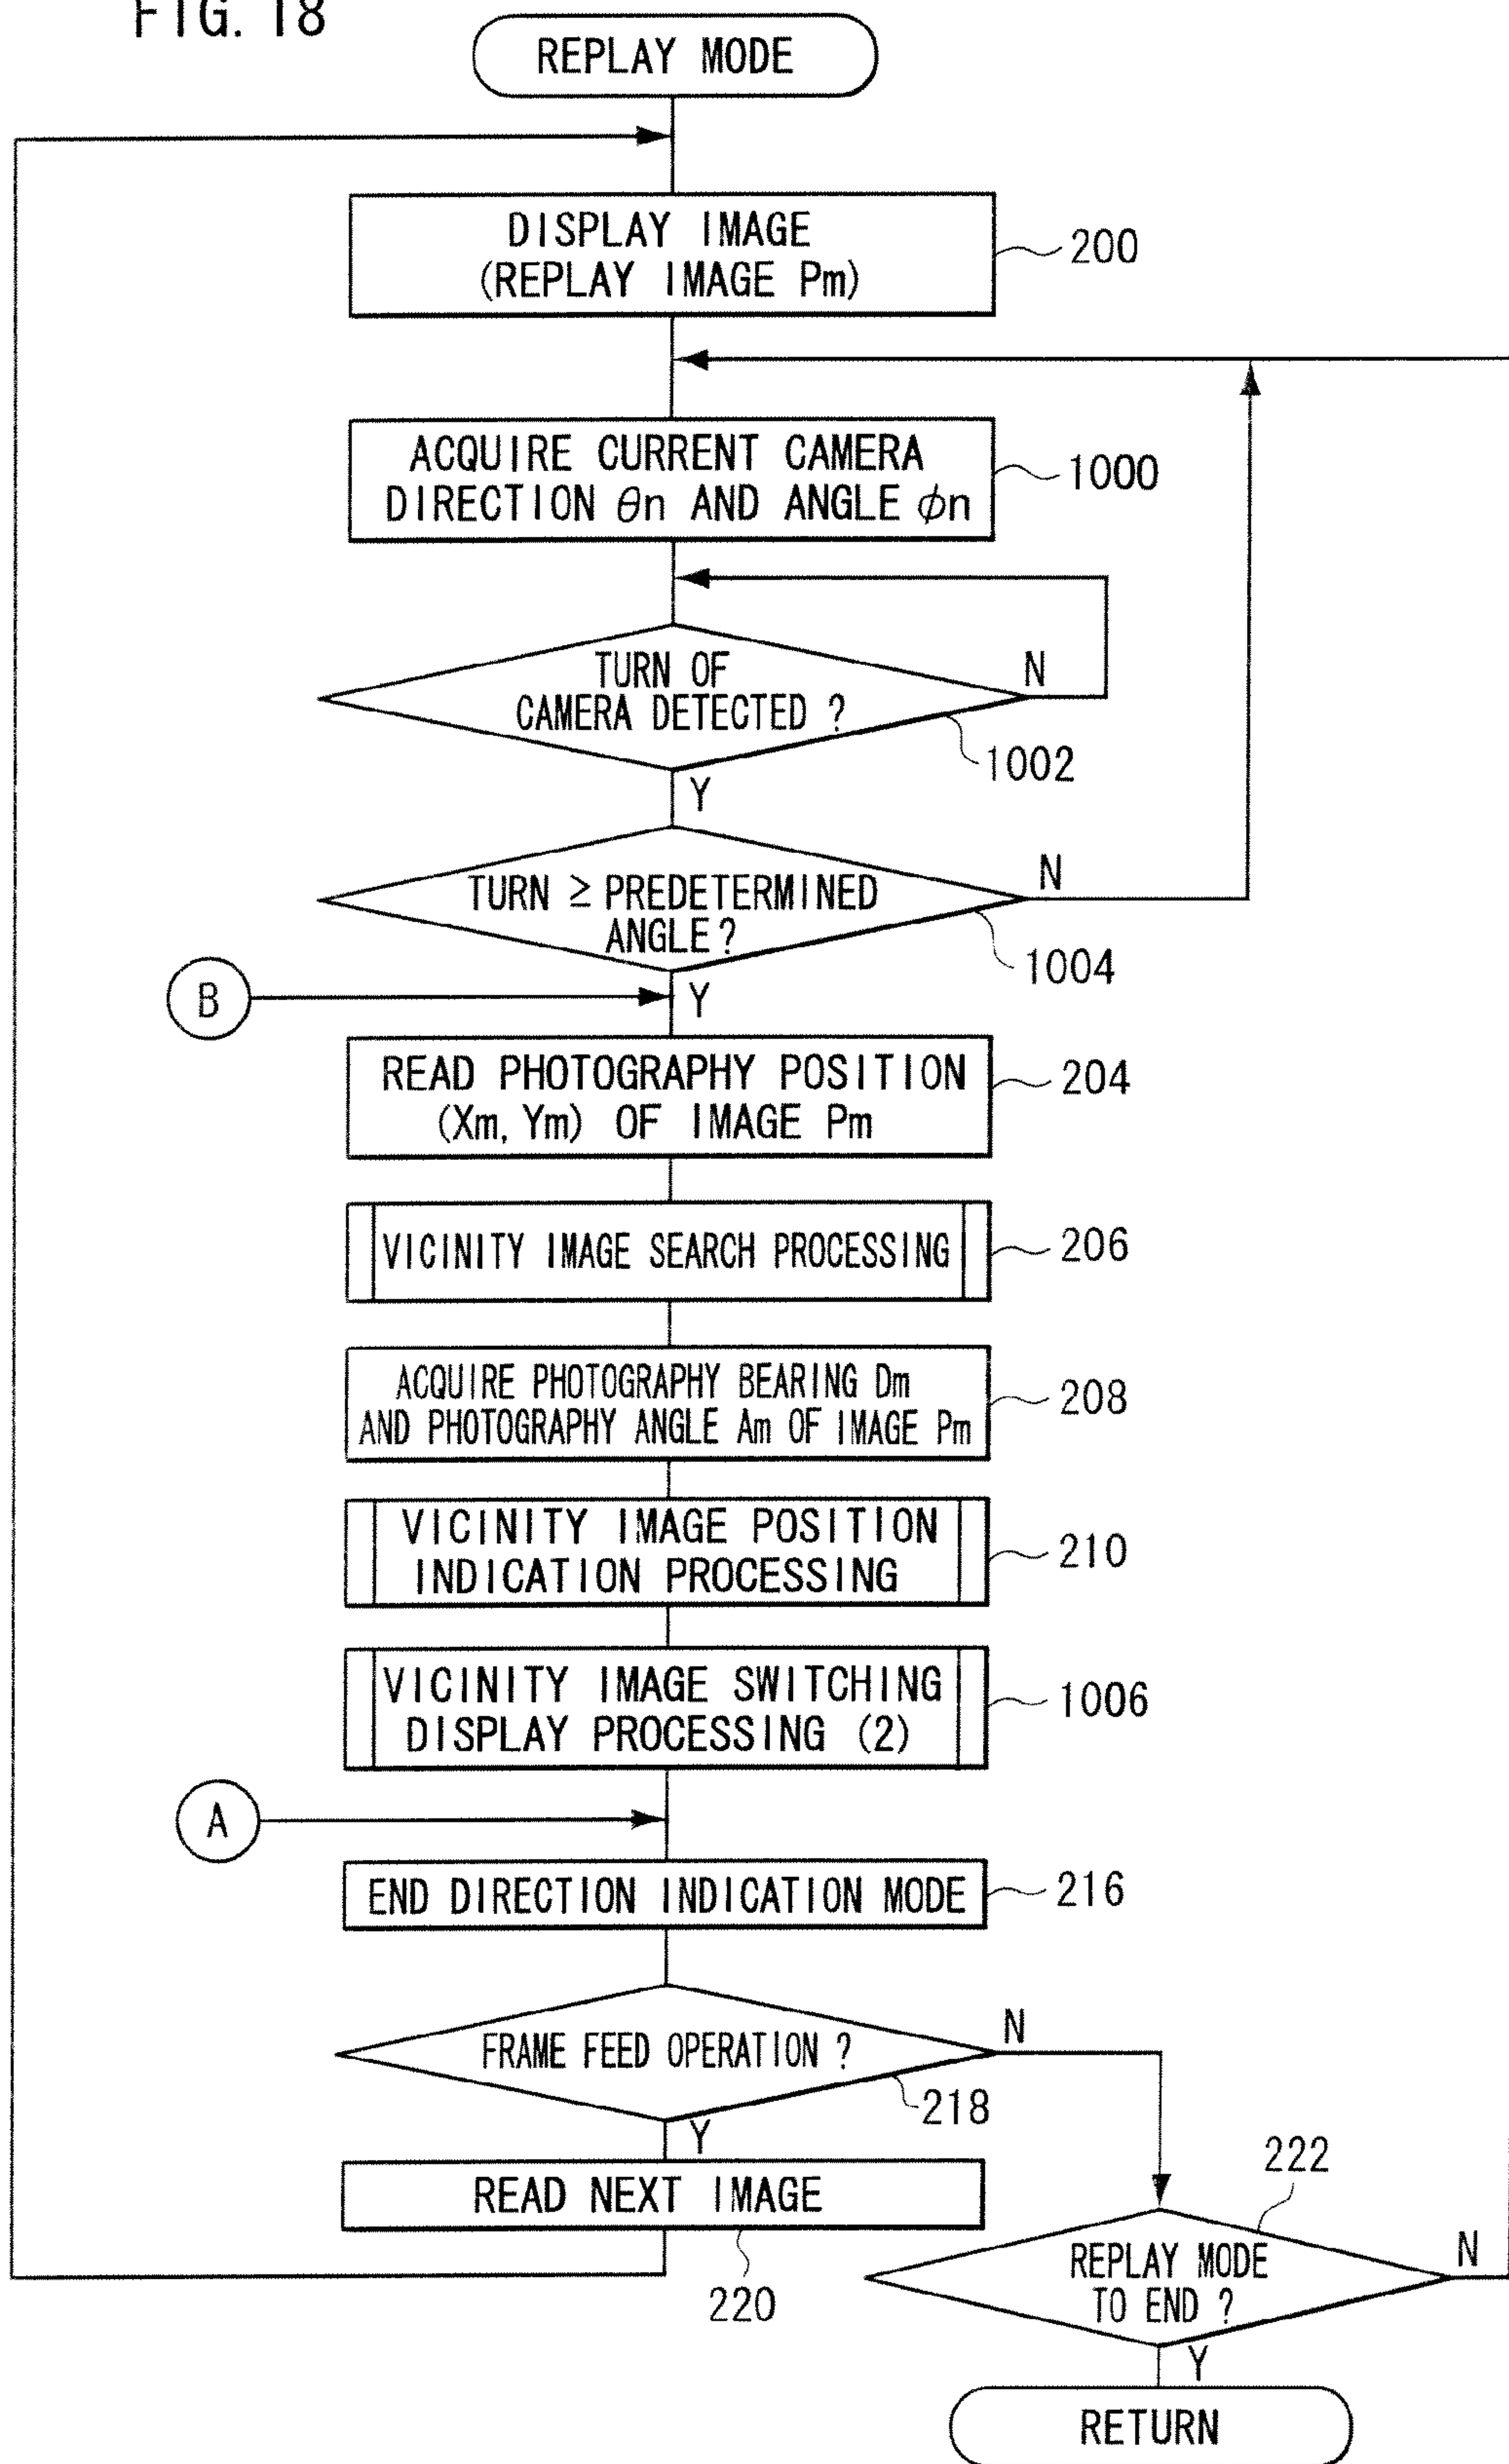 FIG. 18
REPLAY MODE
DISPLAY IMAGE
(REPLAY IMAGE Pm)
200
ACQUIRE CURRENT CAMERA
DIRECTION θn AND ANGLE ϕn
1000
TURN OF
CAMERA DETECTED ?
N
1002
Y
TURN ≥ PREDETERMINED
ANGLE?
N
1004
B
Y
READ PHOTOGRAPHY POSITION
(Xm, Ym) OF IMAGE Pm
204
VICINITY IMAGE SEARCH PROCESSING
206
ACQUIRE PHOTOGRAPHY BEARING Dm
AND PHOTOGRAPHY ANGLE Am OF IMAGE Pm
208
VICINITY IMAGE POSITION
INDICATION PROCESSING
210
VICINITY IMAGE SWITCHING
DISPLAY PROCESSING (2)
1006
A
END DIRECTION INDICATION MODE
216
FRAME FEED OPERATION ?
N
218
Y
READ NEXT IMAGE
220
222
REPLAY MODE
TO END ?
N
Y
RETURN